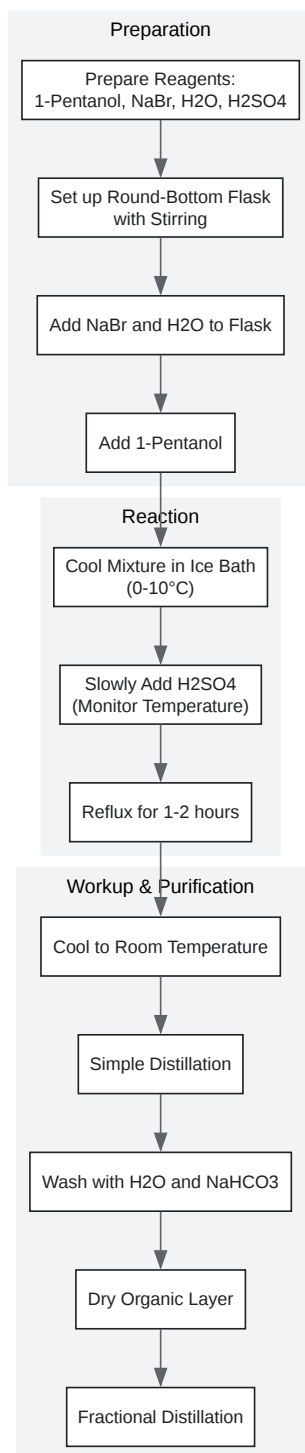 Preparation
Prepare Reagents:
1-Pentanol, NaBr, H2O, H2SO4
Set up Round-Bottom Flask
with Stirring
Add NaBr and H2O to Flask
Add 1-Pentanol
Reaction
Cool Mixture in Ice Bath
(0-10°C)
Slowly Add H2SO4
(Monitor Temperature)
Reflux for 1-2 hours
Workup & Purification
Cool to Room Temperature
Simple Distillation
Wash with H2O and NaHCO3
Dry Organic Layer
Fractional Distillation